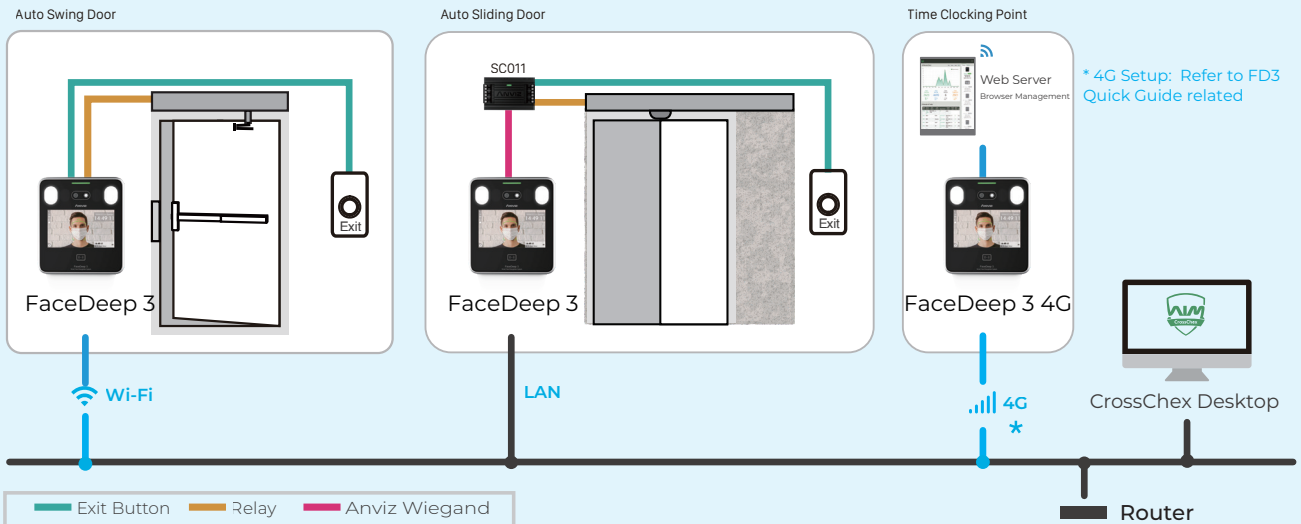 Auto Swing Door
Auto Sliding Door
Time Clocking Point
SC011
Web Server
Browser Management
* 4G Setup: Refer to FD3
Quick Guide related
Exit
Exit
FaceDeep 3
FaceDeep 3
FaceDeep 3 4G
AIM
CrossChex
Wi-Fi
LAN
4G
*
CrossChex Desktop
Exit Button
Relay
Anviz Wiegand
Router